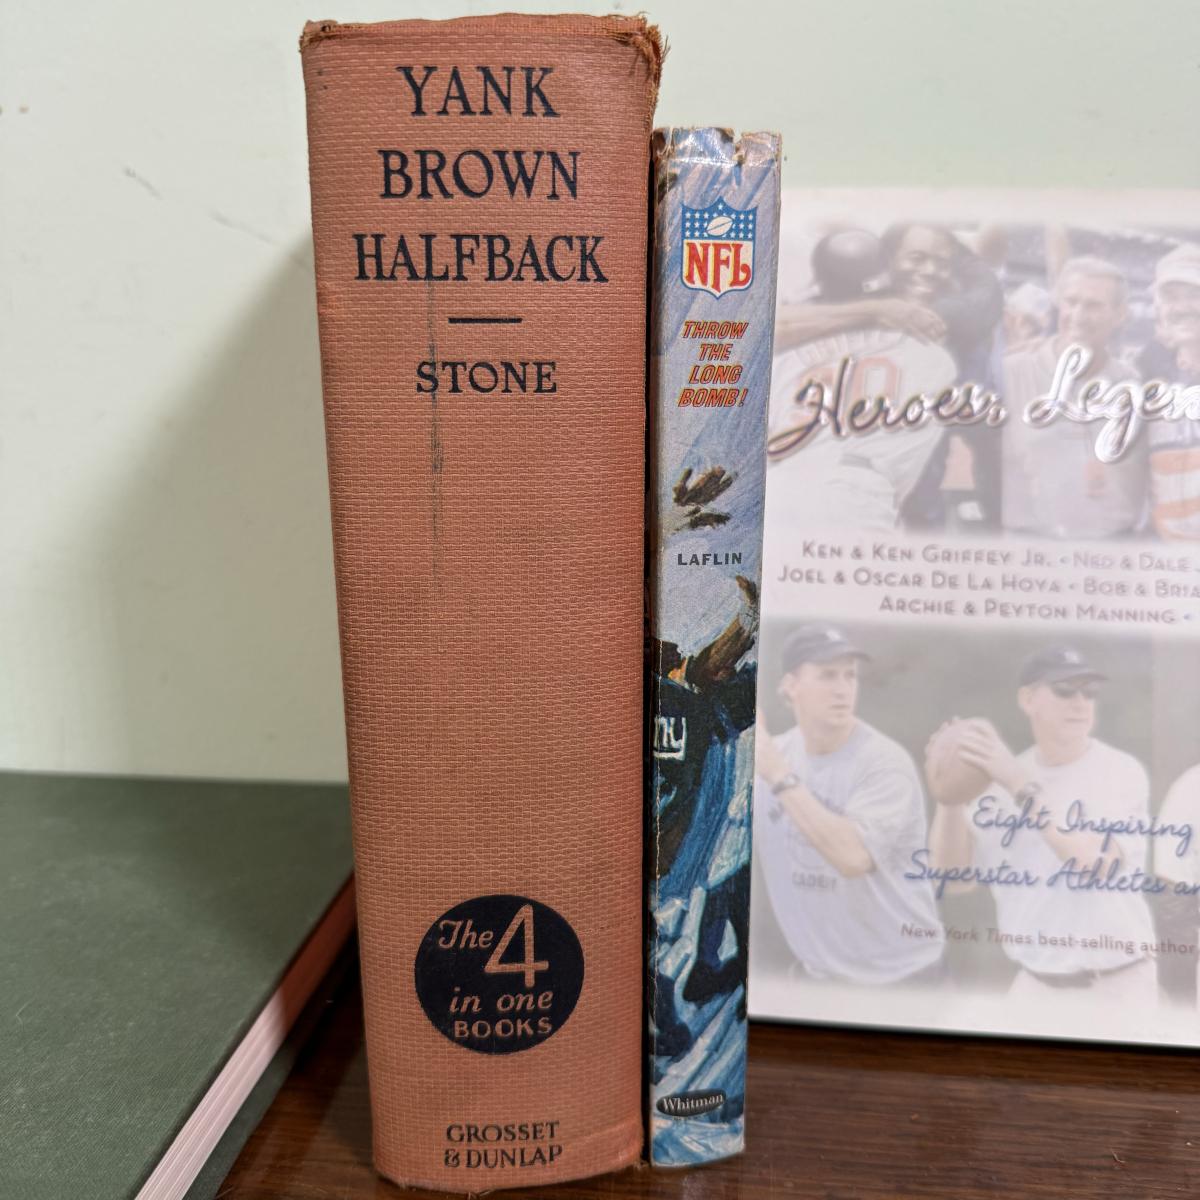 YANK
BROWN
HALFBACK
STONE
The 4
in one
BOOKS
GROSSET
& DUNLAP
NFL
THROW
THE
LONG
BOMB!
LAFLIN
ny
Whitman
Heroes, Legen
KEN & KEN GRIFFEY JR. • NED & DALE
JOEL & OSCAR DE LA HOYA • BOB & BRIA
ARCHIE & PEYTON MANNING •
Eight Inspiring
Superstar Athletes an
New York Times best-selling author